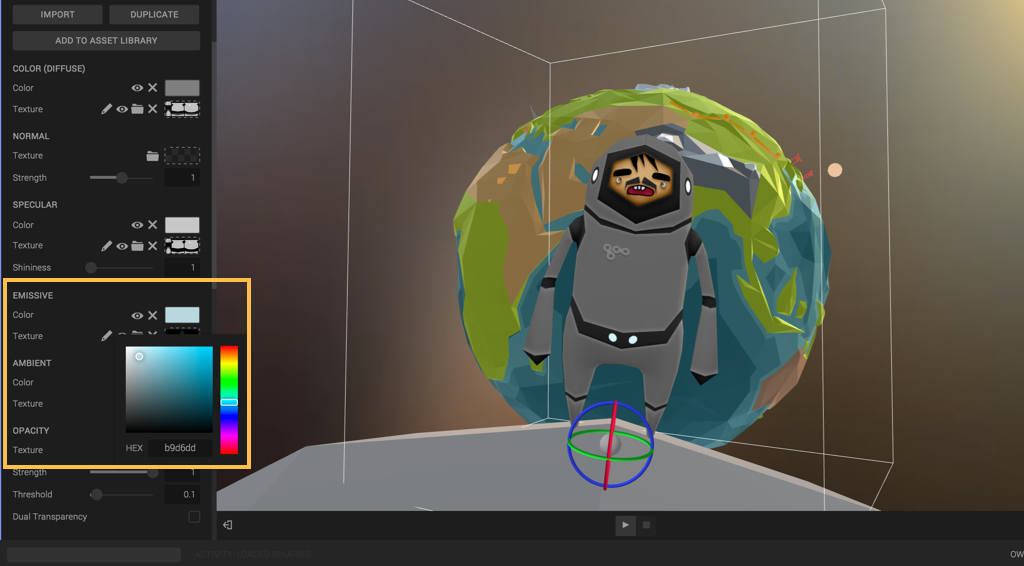 IMPORT DUPLICATE
ADD TO ASSET LIBRARY
COLOR (DIFFUSE)
Color
Texture
NORMAL
Texture
Strength 1
SPECULAR
Color
Texture
Shininess 1
EMISSIVE
Color
Texture
AMBIENT
Color
Texture
OPACITY
HEX b9d6dd
Texture
Strength 1
Threshold 0.1
Dual Transparency
ACTIVITY: LOADED BINARIES
OW